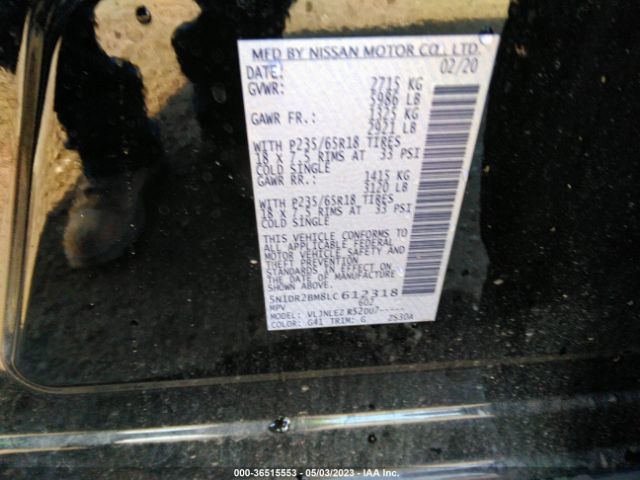 MFD BY NISSAN MOTOR CO., LTD.
DATE: 02/20
GVWR: 2715 KG
5986 LB
GAWR FR.: 1325 KG
2921 LB
WITH P235/65R18 TIRES
18 X 7.5 RIMS AT 33 PSI
COLD SINGLE
GAWR RR.: 1415 KG
3120 LB
WITH P235/65R18 TIRES
18 X 7.5 RIMS AT 33 PSI
COLD SINGLE
THIS VEHICLE CONFORMS TO
ALL APPLICABLE FEDERAL
MOTOR VEHICLE SAFETY AND
THEFT PREVENTION
STANDARDS IN EFFECT ON
THE DATE OF MANUFACTURE
SHOWN ABOVE.
5N1DR2BM8LC612318
MPV 602
MODEL: VLJNLEZ R52DU7-----
COLOR: G41 TRIM: G 2530A
000-36515553 - 05/03/2023 - IAA Inc.